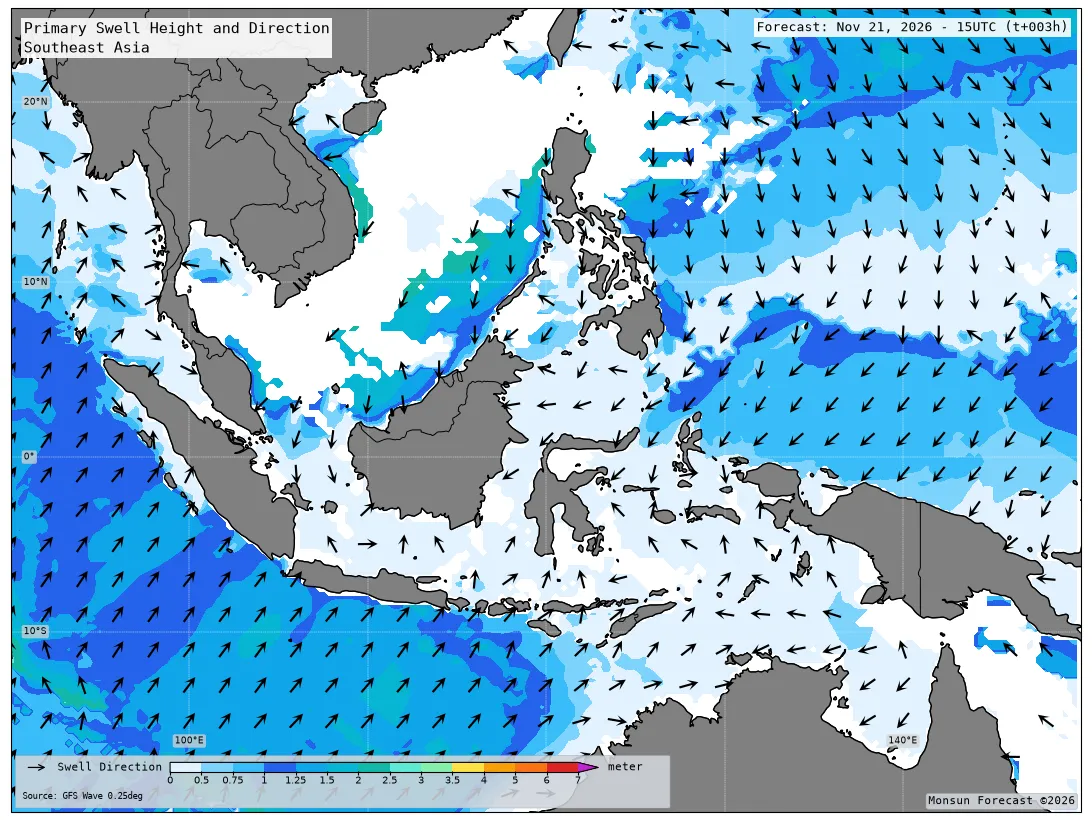 Primary Swell Height and Direction
Southeast Asia
Forecast: Nov 21, 2026 - 15UTC (t+003h)
20°N
10°N
0°
10°S
100°E
140°E
Swell Direction
meter
0 0.5 0.75 1 1.25 1.5 2 2.5 3 3.5 4 5 6 7
Source: GFS Wave 0.25deg
Monsun Forecast ©2026